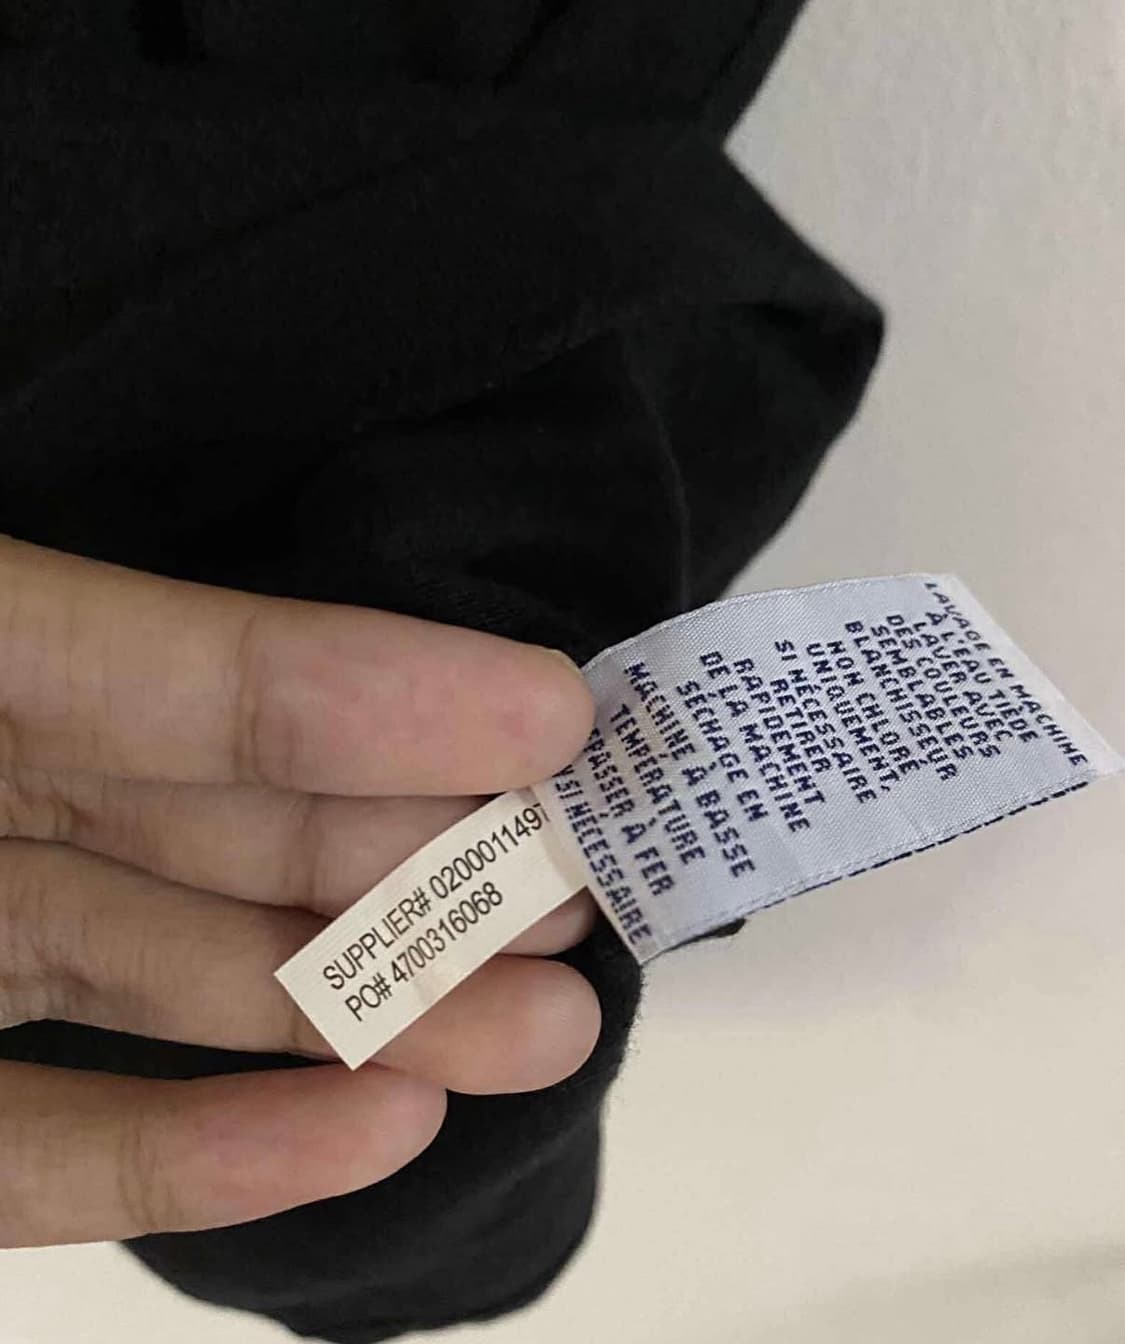 LAVAGE EN MACHINE
À L'EAU TIÈDE
LAVER AVEC
DES COULEURS
SEMBLABLES
BLANCHISSEUR
NON CHLORÉ
UNIQUEMENT,
SI NÉCESSAIRE
RETIRER
RAPIDEMENT
DE LA MACHINE
SÉCHAGE EN
MACHINE À BASSE
TEMPÉRATURE
REPASSER À FER
SI NÉCESSAIRE
SUPPLIER# 0200011497
PO# 4700316068